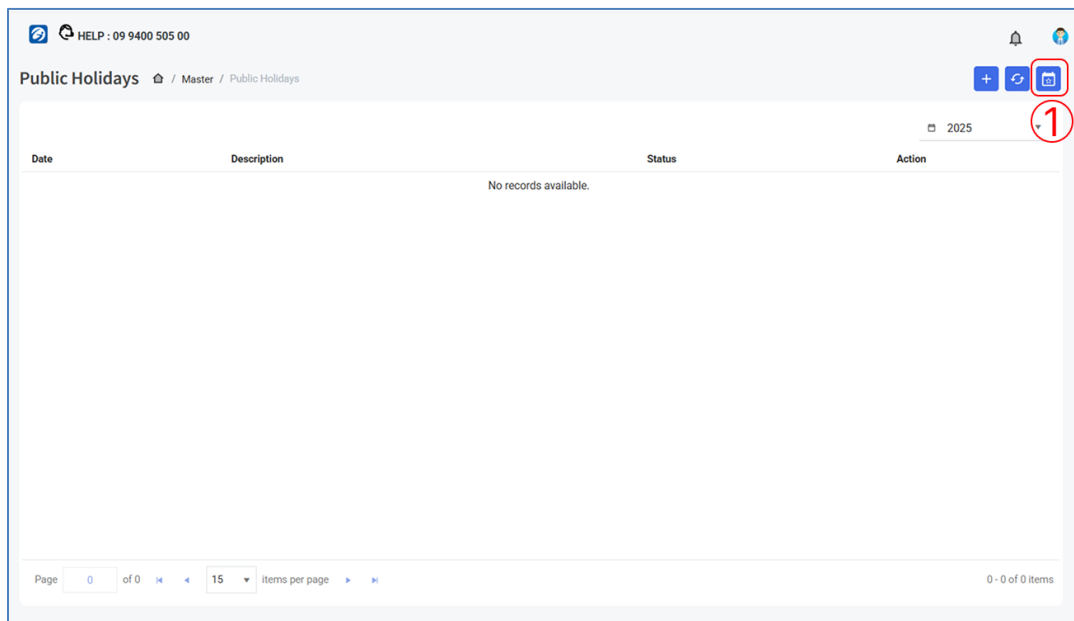 HELP : 09 9400 505 00
Public Holidays / Master / Public Holidays
1
2025
Date Description Status Action
No records available.
Page 0 of 0 15 items per page 0 - 0 of 0 items